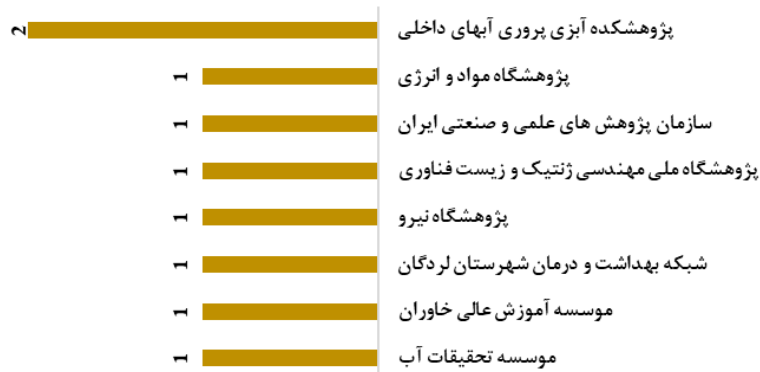 پژوهشکده آبزی پروری آبهای داخلی 2
پژوهشگاه مواد و انرژی 1
سازمان پژوهش های علمی و صنعتی ایران 1
پژوهشگاه ملی مهندسی ژنتیک و زیست فناوری 1
پژوهشگاه نیرو 1
شبکه بهداشت و درمان شهرستان لردگان 1
موسسه آموزش عالی خاوران 1
موسسه تحقیقات آب 1